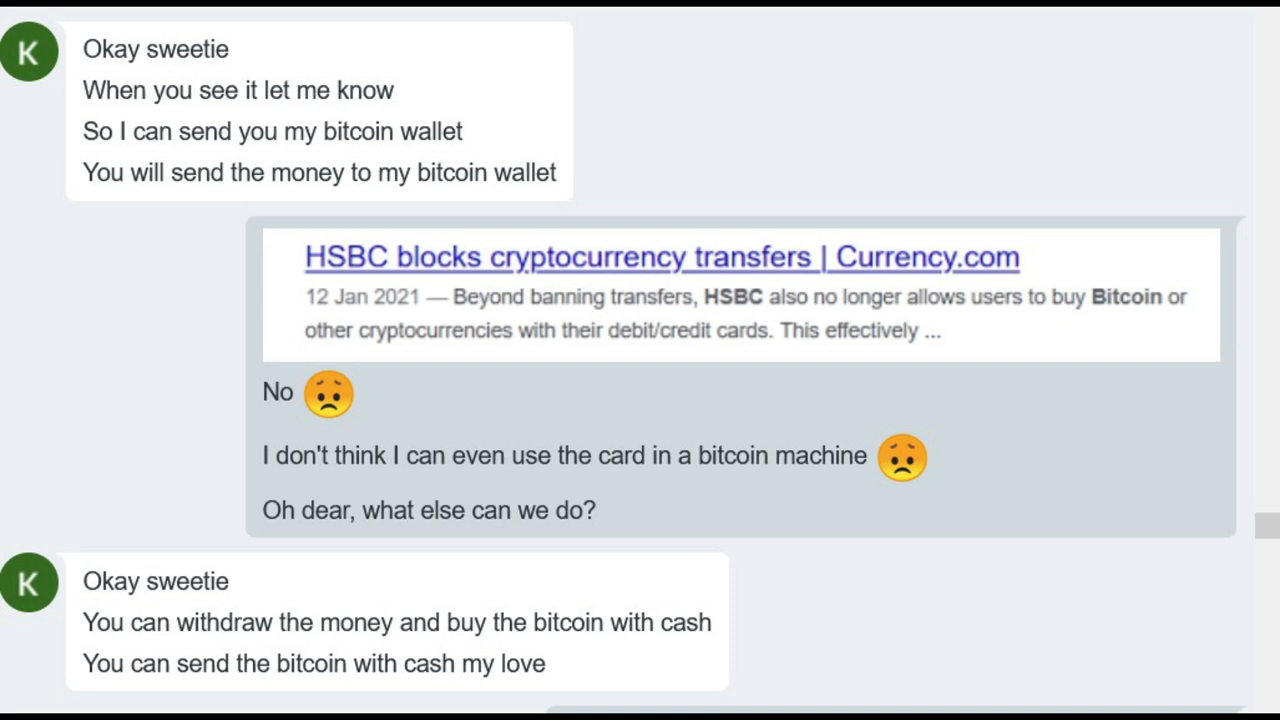 K
Okay sweetie
When you see it let me know
So I can send you my bitcoin wallet
You will send the money to my bitcoin wallet
HSBC blocks cryptocurrency transfers | Currency.com
12 Jan 2021 — Beyond banning transfers, HSBC also no longer allows users to buy Bitcoin or
other cryptocurrencies with their debit/credit cards. This effectively ...
No 😟
I don't think I can even use the card in a bitcoin machine 😟
Oh dear, what else can we do?
K
Okay sweetie
You can withdraw the money and buy the bitcoin with cash
You can send the bitcoin with cash my love